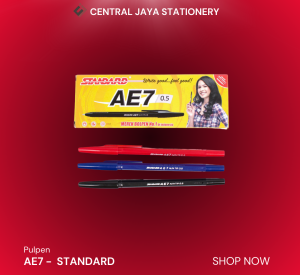 CENTRAL JAYA STATIONERY
STANDARD
Write good...feel good!
AE7
0.5
Pulpen
AE7 - STANDARD
SHOP NOW